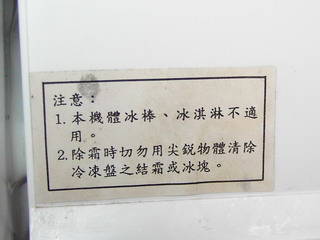 注意：
1. 本機體冰棒、冰淇淋不適
用。
2. 除霜時切勿用尖銳物體清除
冷凍盤之結霜或冰塊。